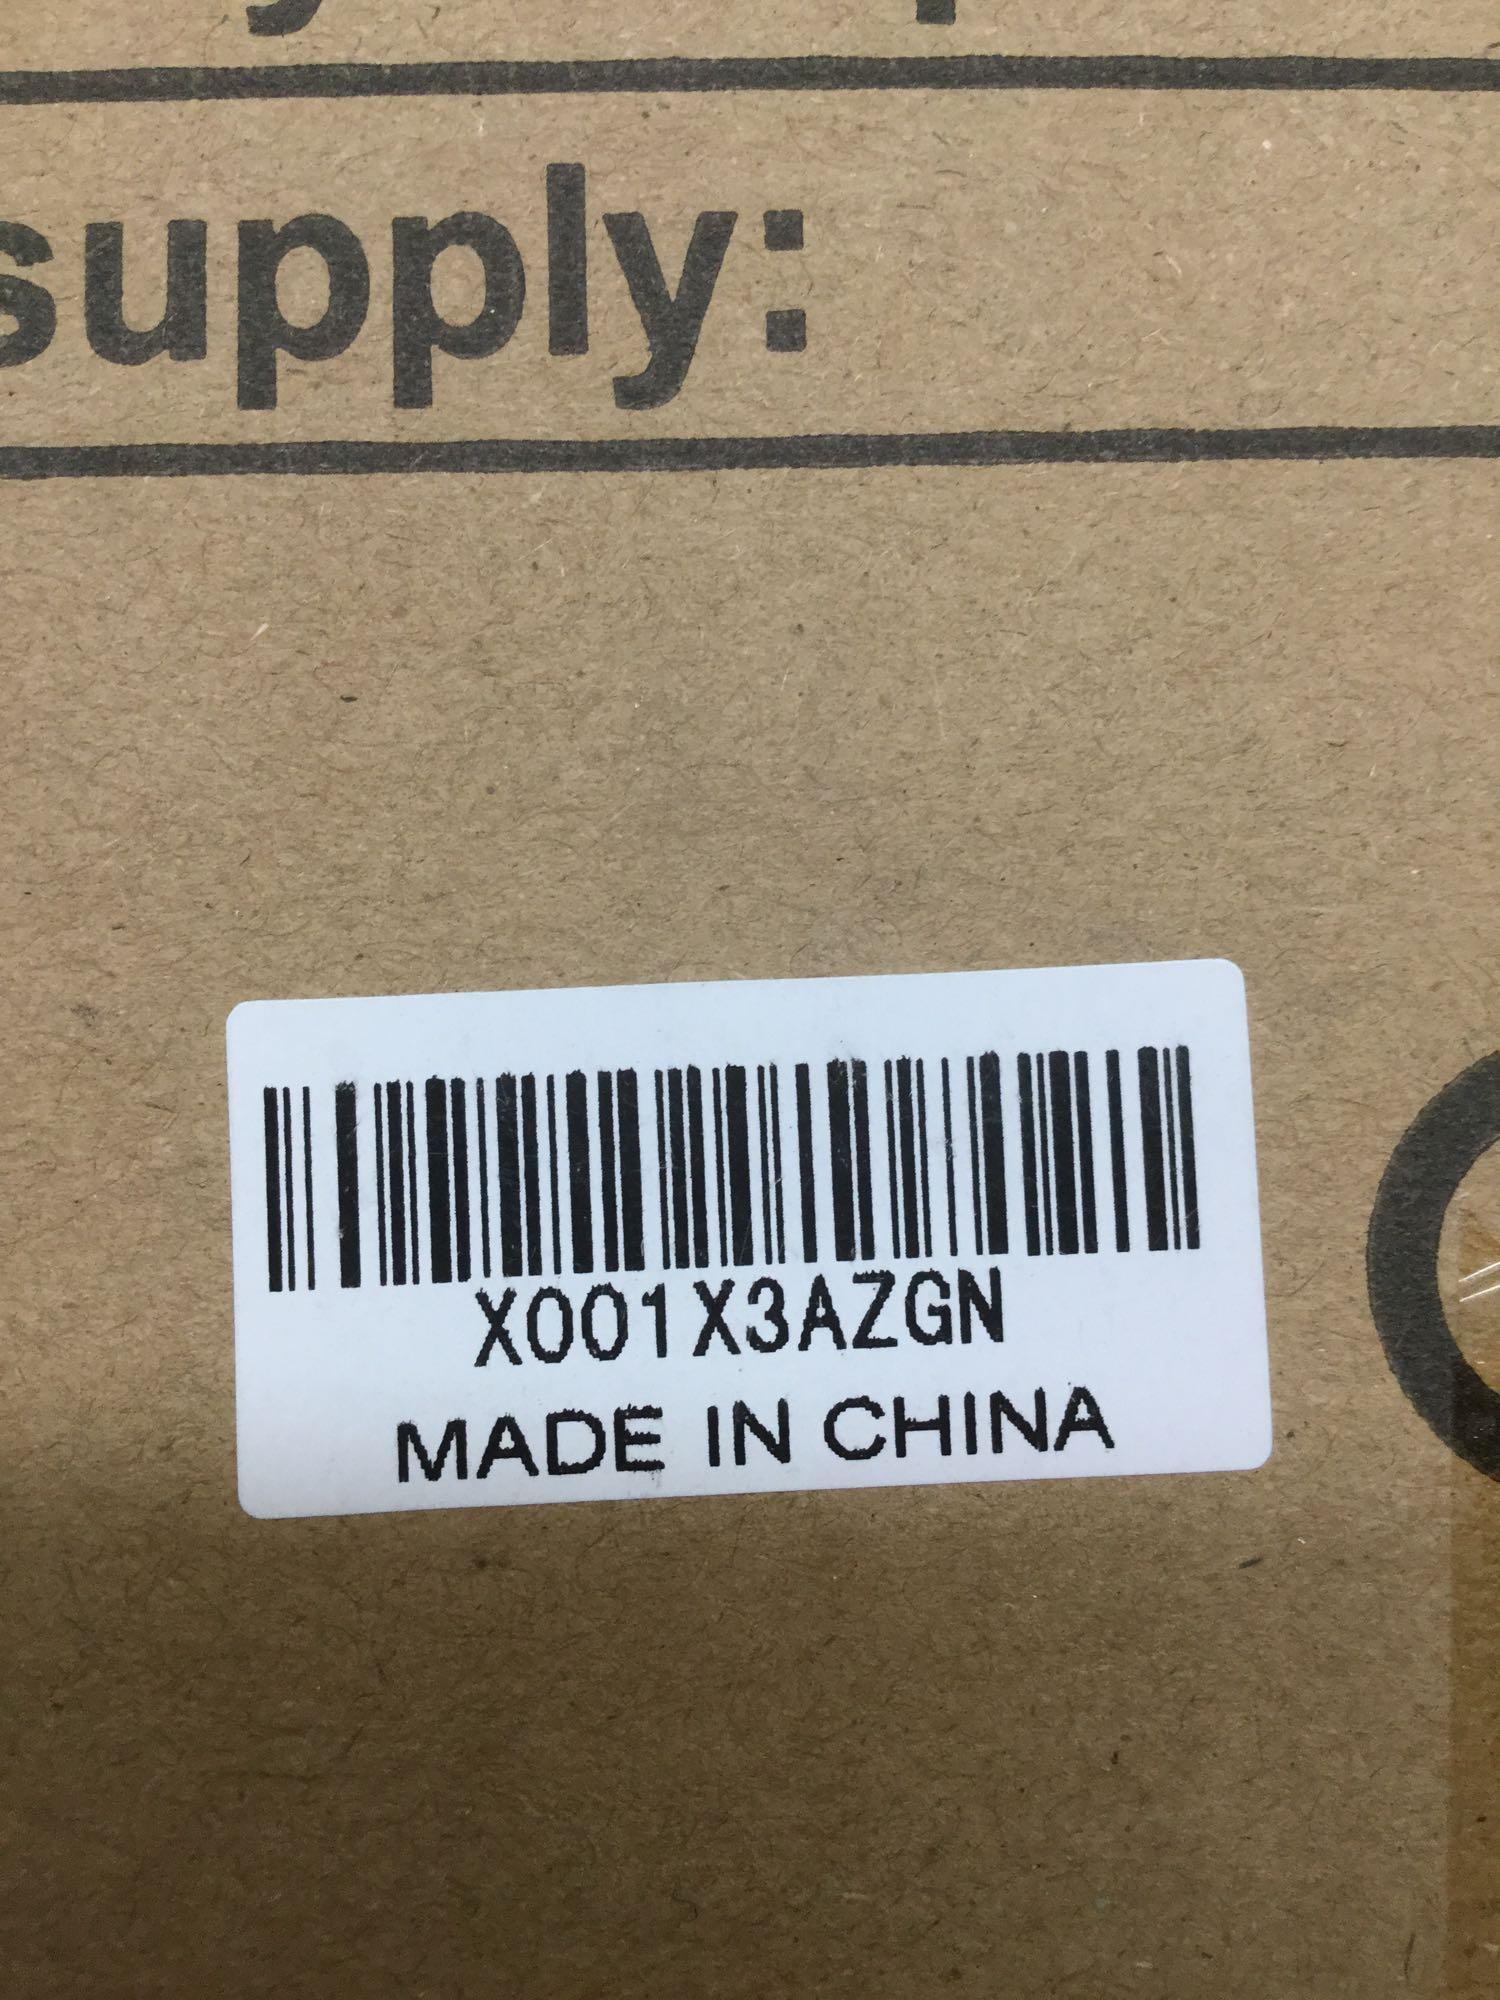 supply:
X001X3AZGN
MADE IN CHINA